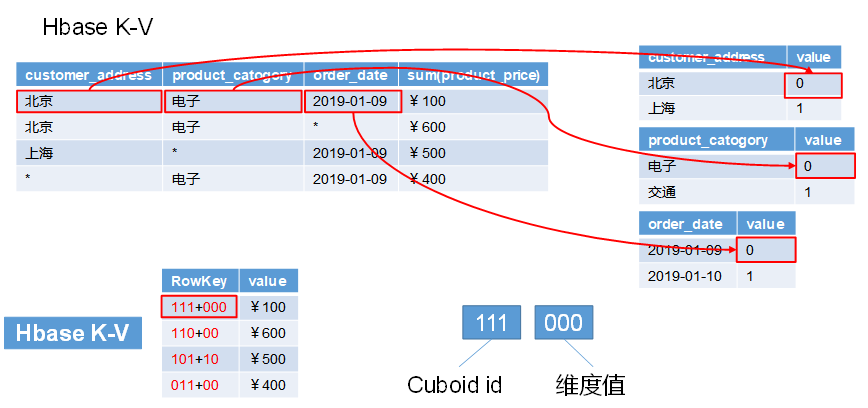 Hbase K-V
customer_address product_catogory order_date sum(product_price)
北京 电子 2019-01-09 ￥100
北京 电子 * ￥600
上海 * 2019-01-09 ￥500
* 电子 2019-01-09 ￥400
customer_address value
北京 0
上海 1
product_catogory value
电子 0
交通 1
order_date value
2019-01-09 0
2019-01-10 1
Hbase K-V
RowKey value
111+000 ￥100
110+00 ￥600
101+10 ￥500
011+00 ￥400
111 000
Cuboid id 维度值